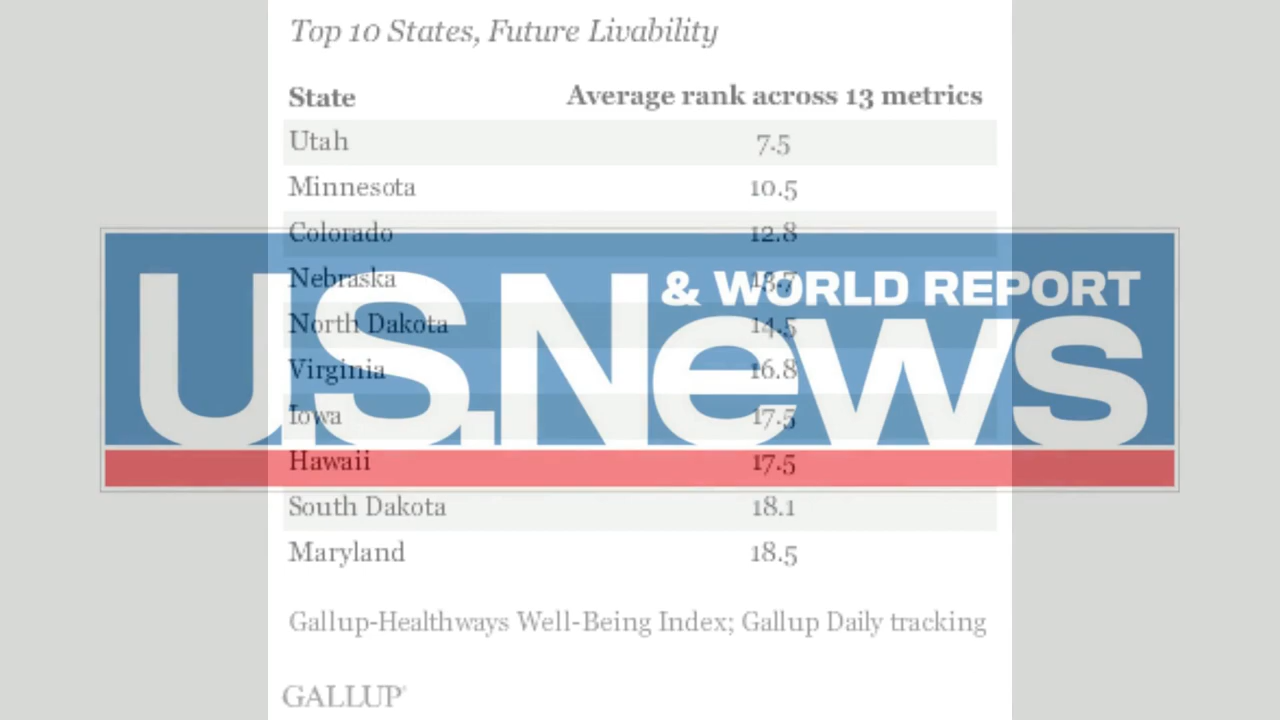 Top 10 States, Future Livability
State Average rank across 13 metrics
Utah 7.5
Minnesota 10.5
Colorado 12.8
Nebraska 13.7
North Dakota 14.5
Virginia 16.8
Iowa 17.5
Hawaii 17.5
South Dakota 18.1
Maryland 18.5
U.S. News & WORLD REPORT
Gallup-Healthways Well-Being Index; Gallup Daily tracking
GALLUP®